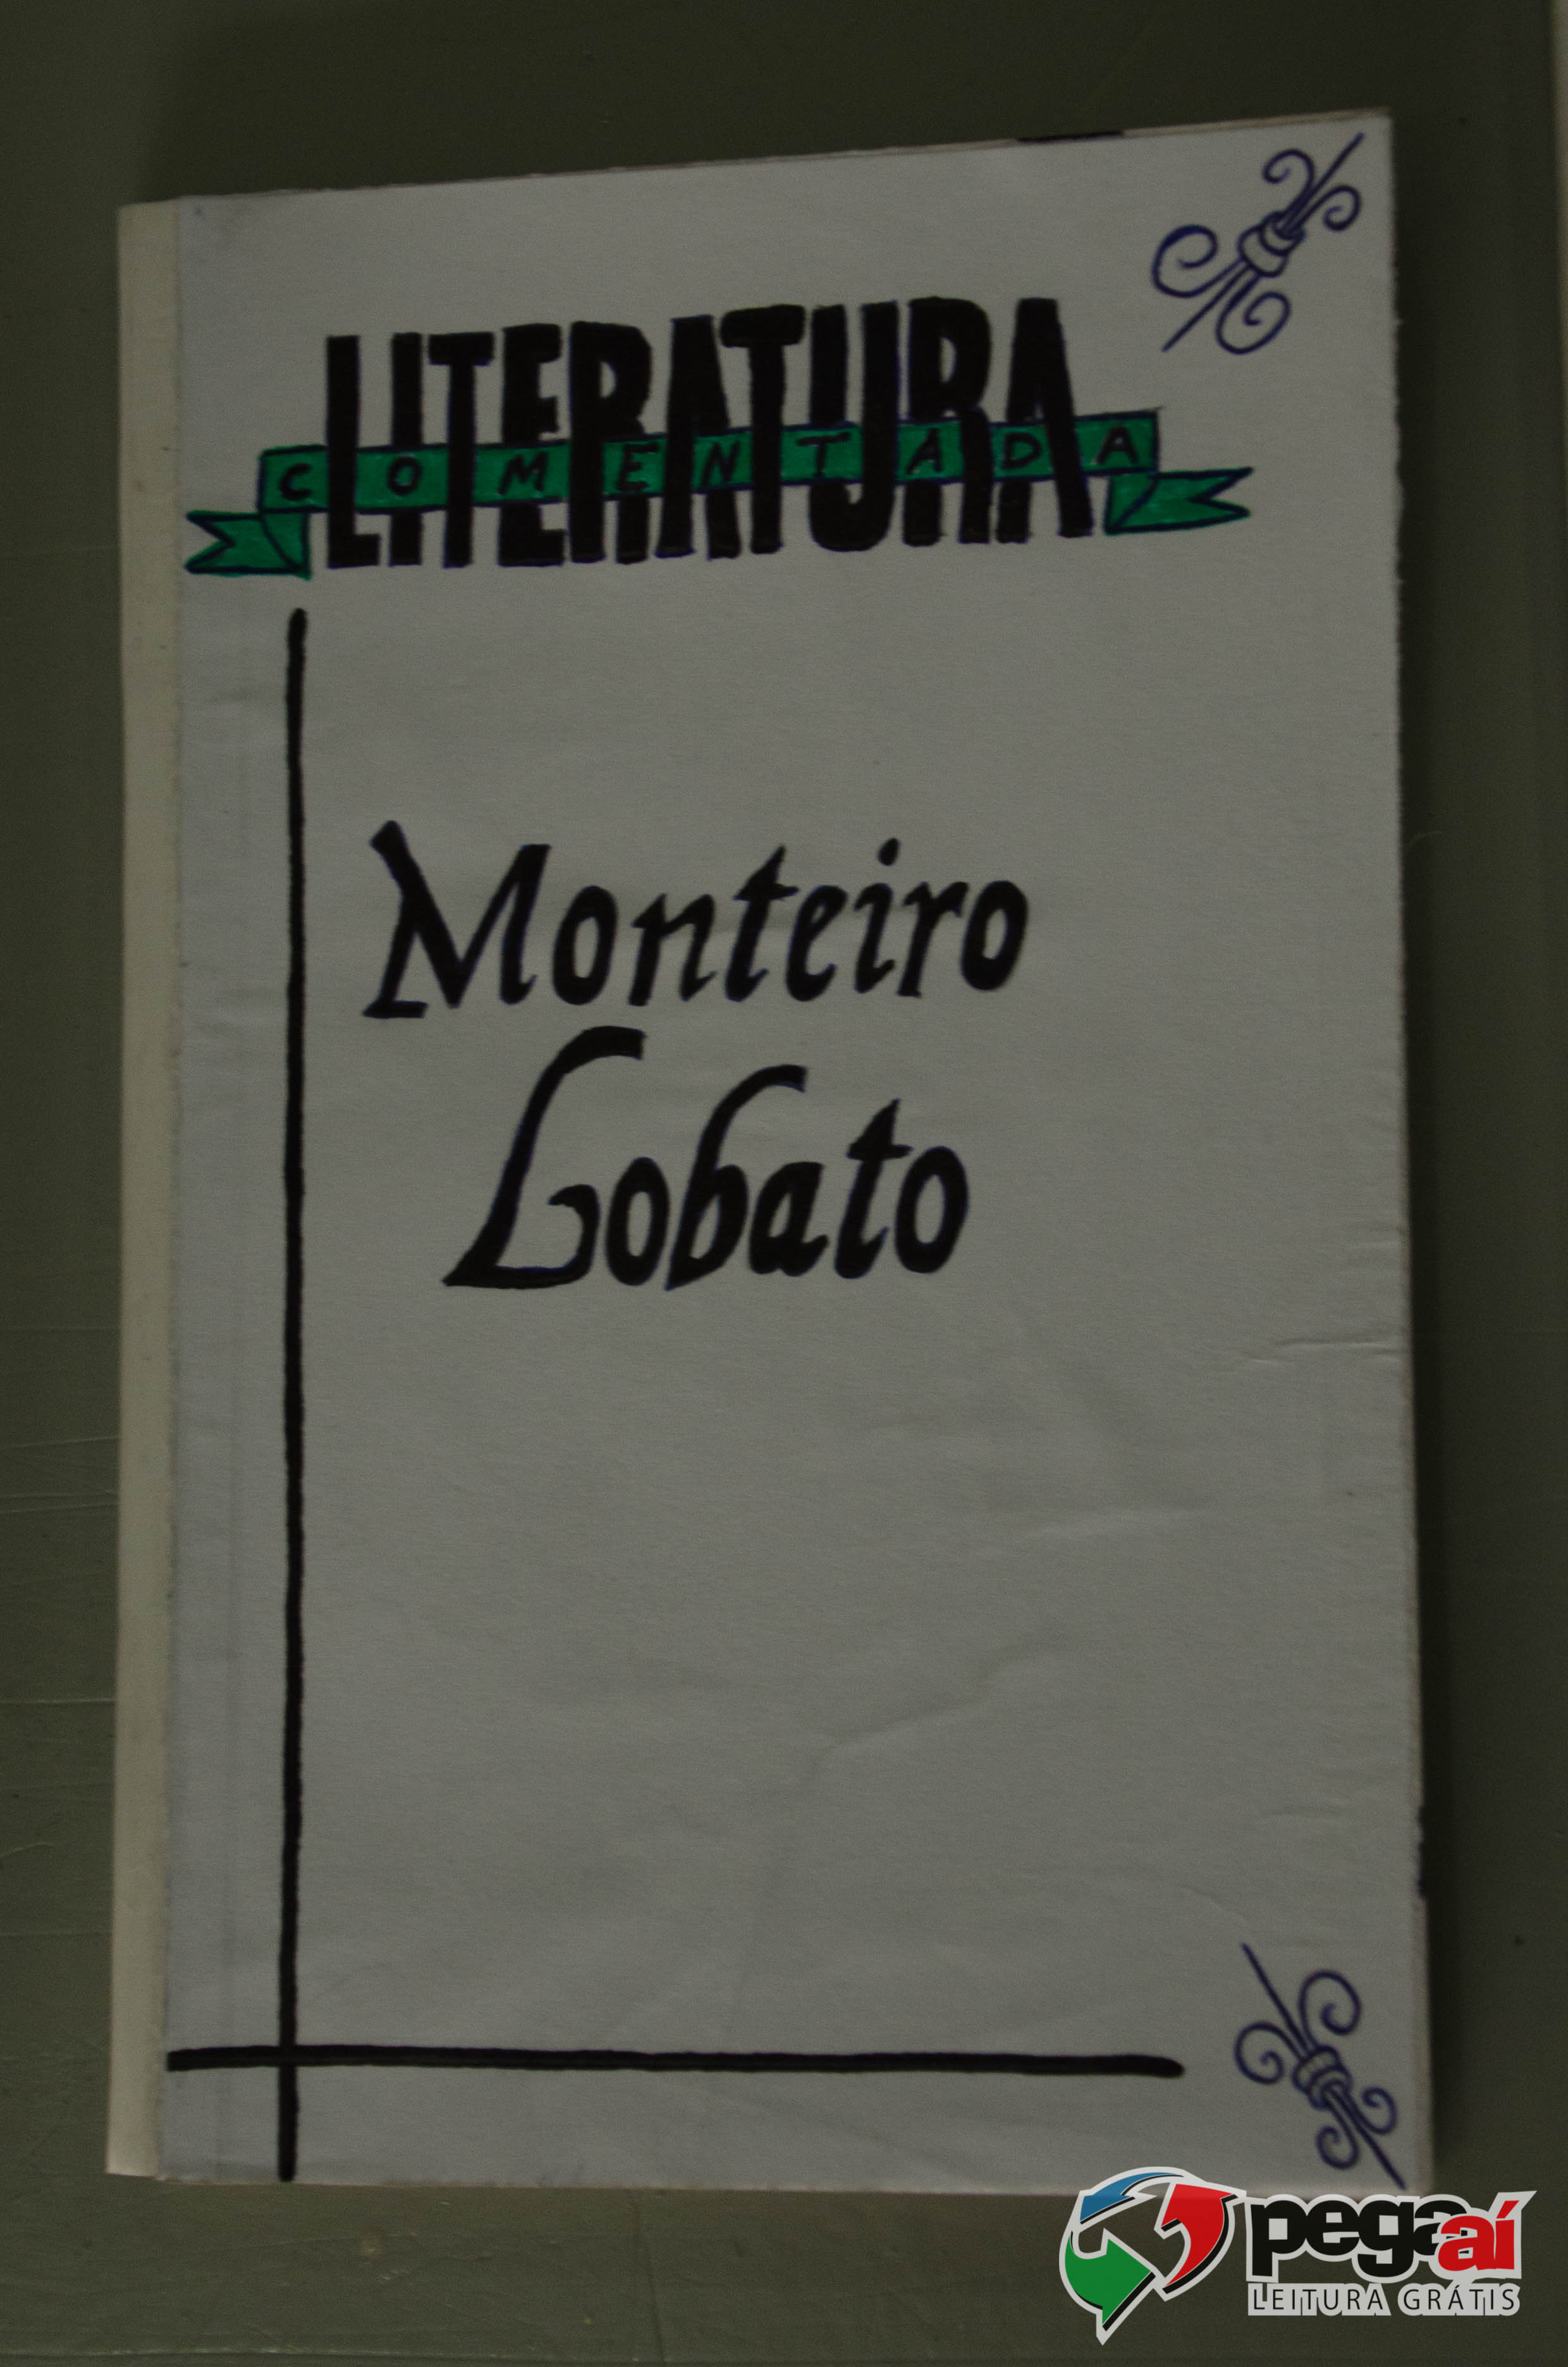 LITERATURA
COMENTADA
Monteiro
Lobato
pegaaí
LEITURA GRÁTIS